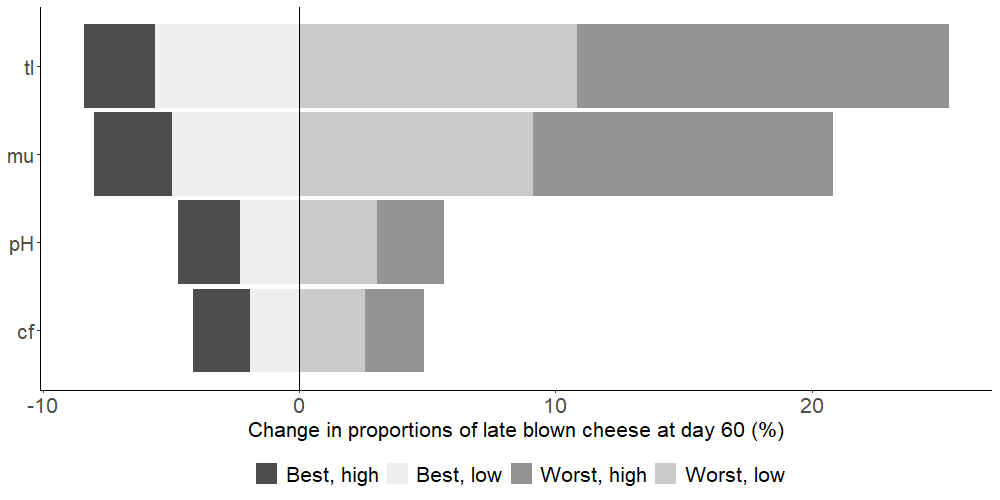 tl
mu
pH
cf
-10 0 10 20
Change in proportions of late blown cheese at day 60 (%)
Best, high Best, low Worst, high Worst, low